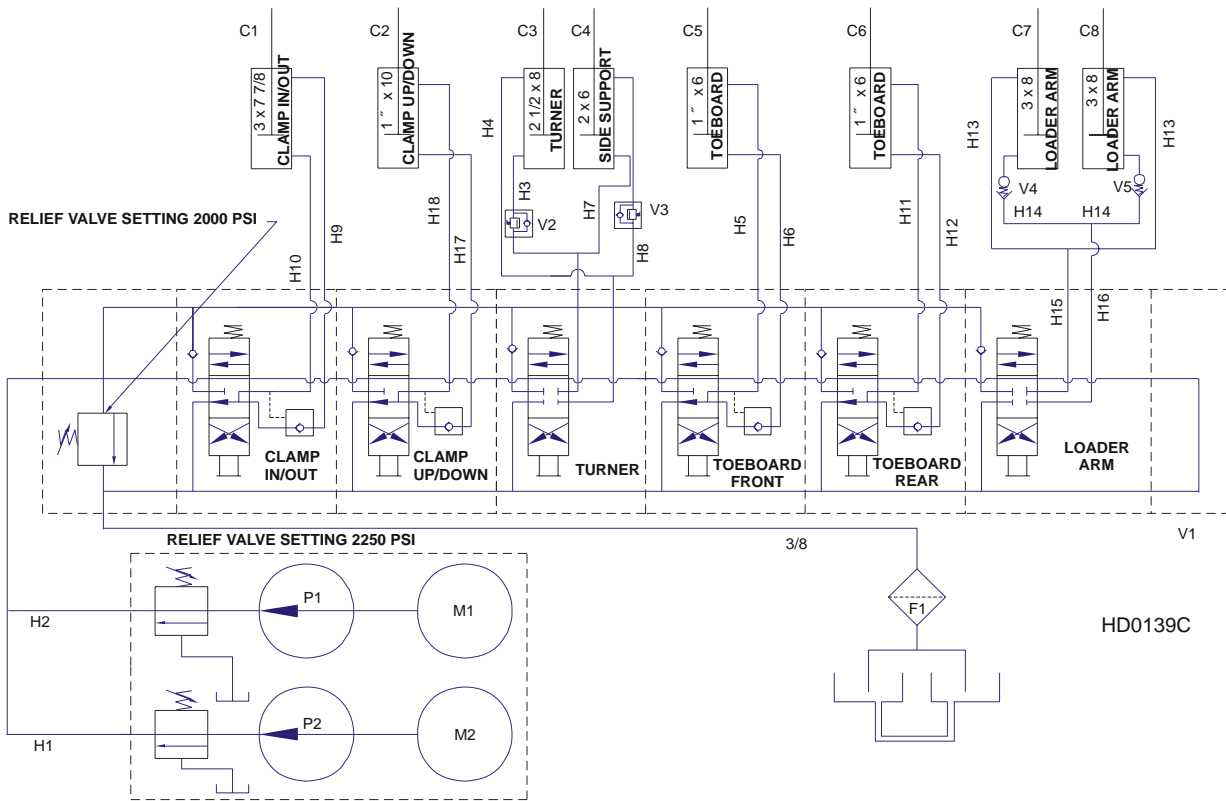 C1
C2
C3
C4
C5
C6
C7
C8
3 x 7 7/8
CLAMP IN/OUT
1 ″ x 10
CLAMP UP/DOWN
2 1/2 x 8
TURNER
2 x 6
SIDE SUPPORT
1 ″ x 6
TOEBOARD
1 ″ x 6
TOEBOARD
3 x 8
LOADER ARM
3 x 8
LOADER ARM
H4
H13
H13
H3
H7
V2
V3
V4
V5
H14
H14
RELIEF VALVE SETTING 2000 PSI
H10
H9
H18
H17
H8
H5
H6
H11
H12
H15
H16
CLAMP
IN/OUT
CLAMP
UP/DOWN
TURNER
TOEBOARD
FRONT
TOEBOARD
REAR
LOADER
ARM
V1
RELIEF VALVE SETTING 2250 PSI
3/8
P1
M1
H2
F1
HD0139C
P2
M2
H1